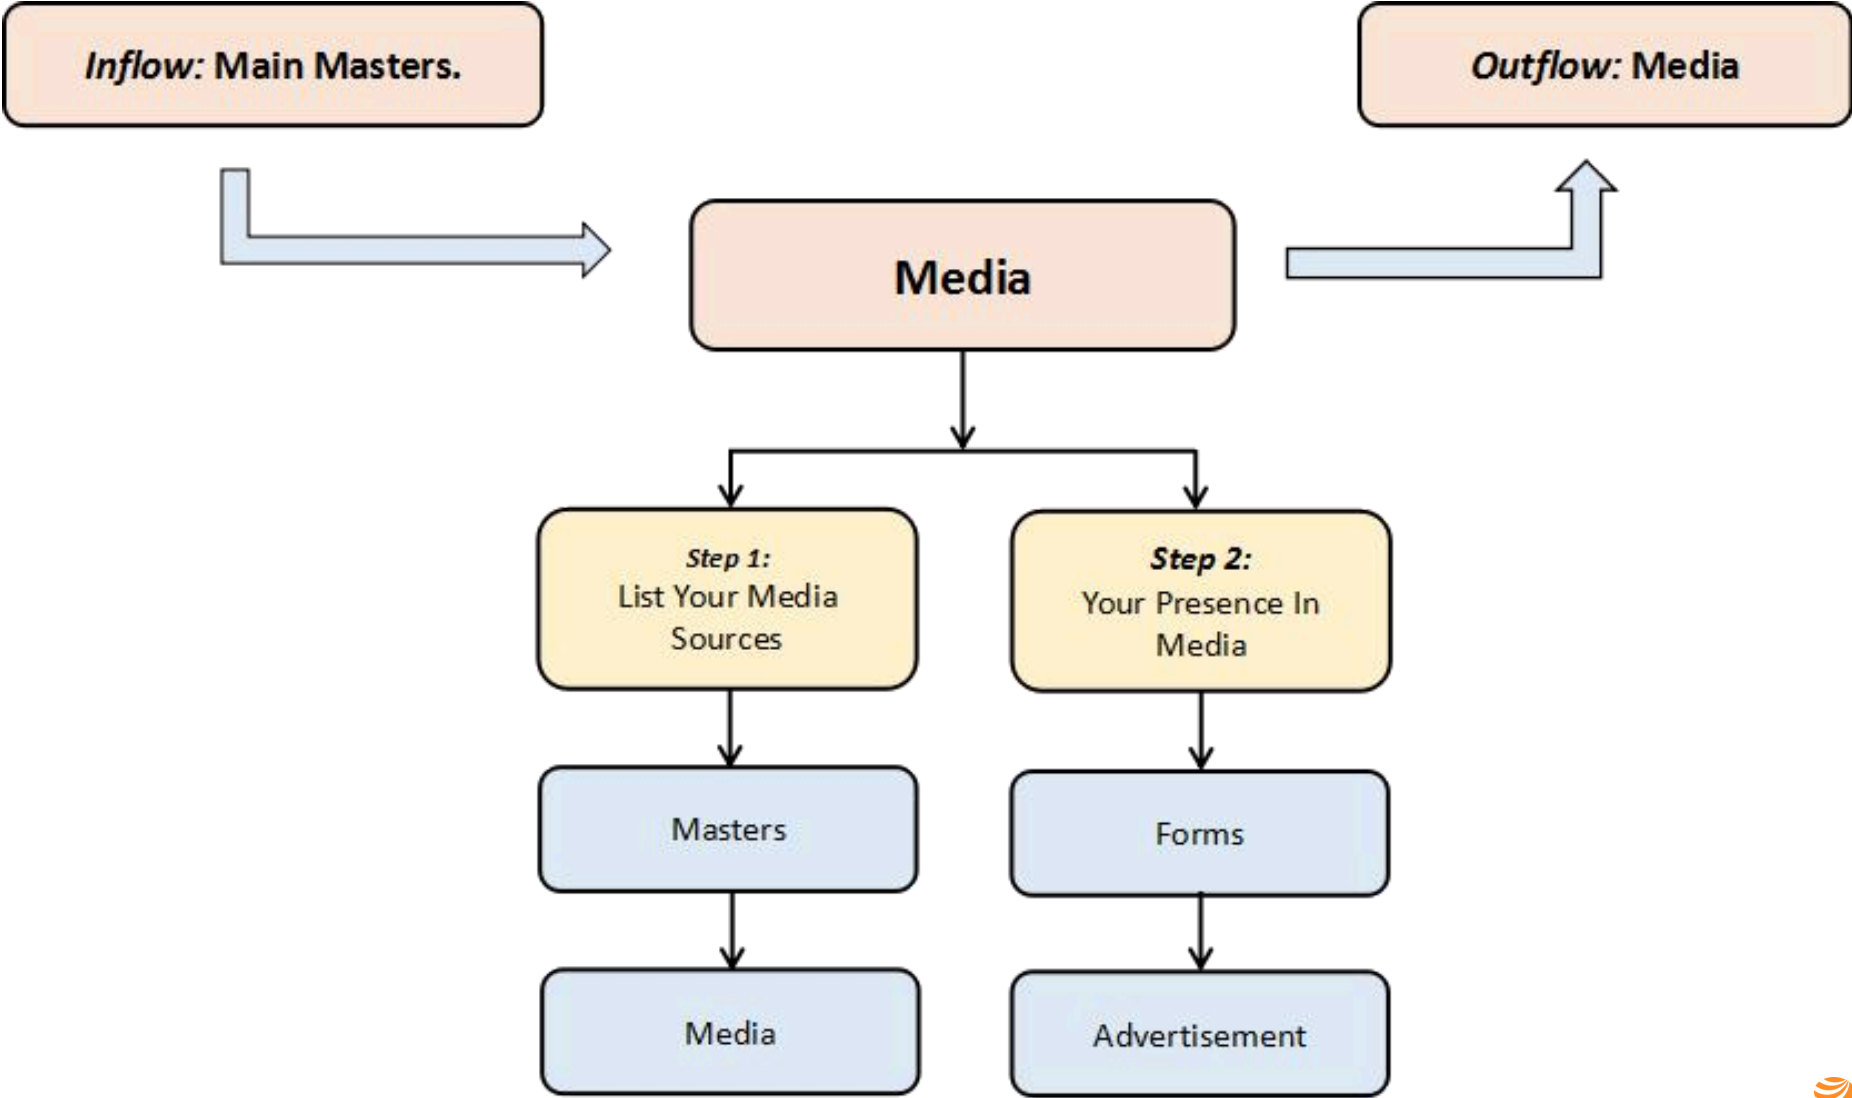 Inflow: Main Masters.
Outflow: Media
Media
Step 1:
List Your Media
Sources
Step 2:
Your Presence In
Media
Masters
Forms
Media
Advertisement